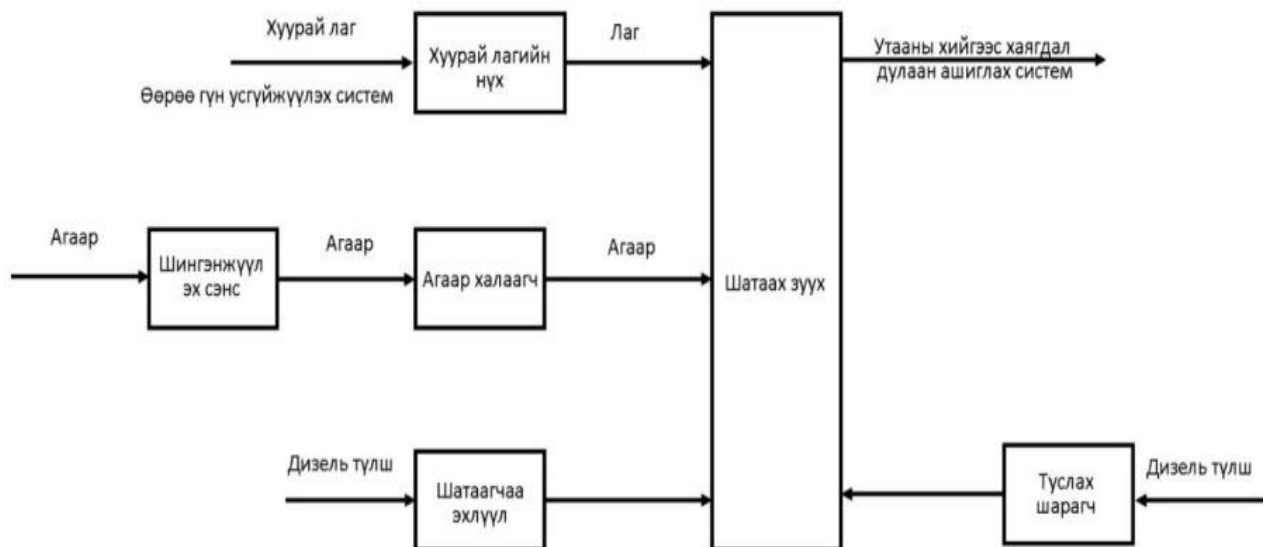 Хуурай лаг
Өөрөө гүн усгүйжүүлэх систем
Хуурай лагийн
нүх
Лаг
Утааны хийгээс хаягдал
дулаан ашиглах систем
Агаар
Шингэнжүүл
эх сэнс
Агаар
Агаар халаагч
Агаар
Шатаах зуух
Дизель түлш
Шатаагчаа
эхлүүл
Туслах
шарагч
Дизель түлш